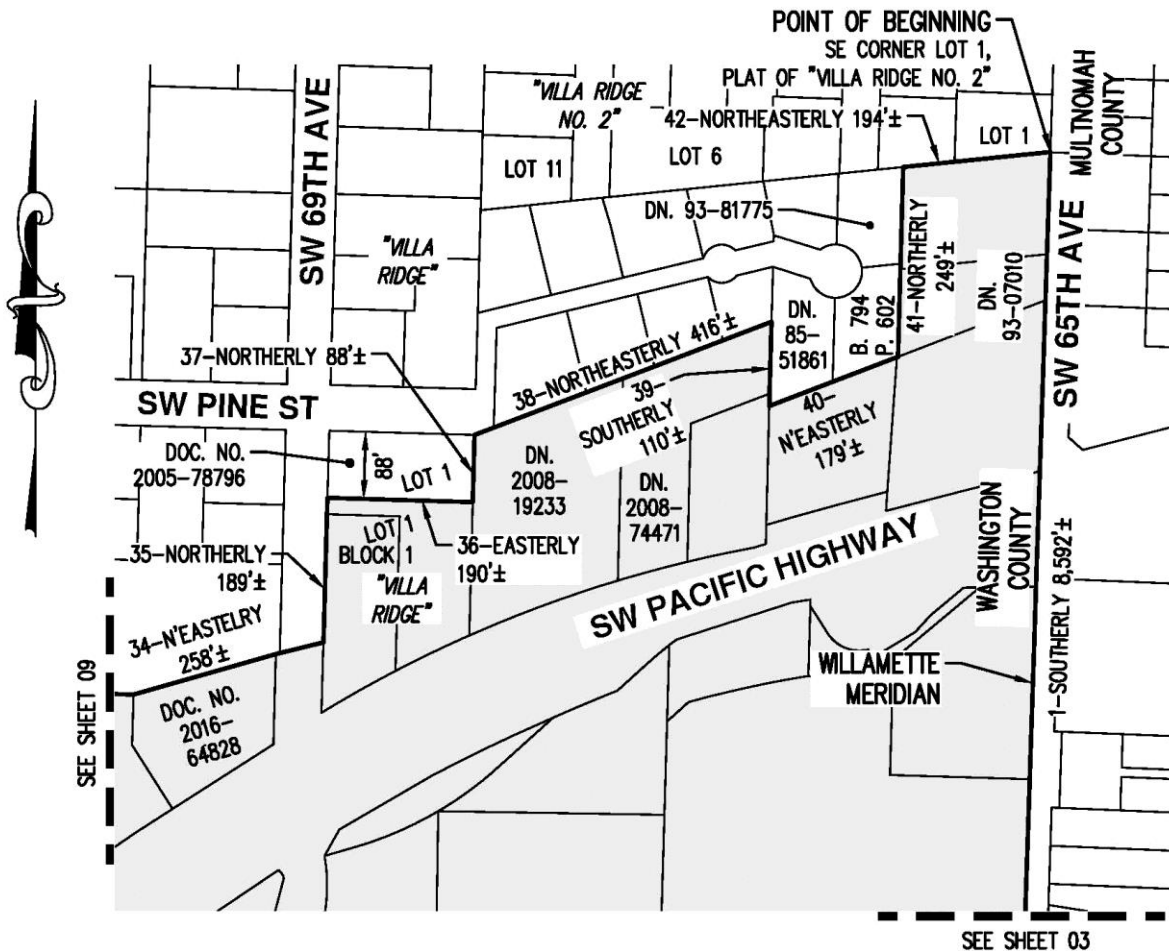 POINT OF BEGINNING
SE CORNER LOT 1,
PLAT OF "VILLA RIDGE NO. 2"
MULTNOMAH
COUNTY
"VILLA RIDGE
NO. 2"
42-NORTHEASTERLY 194'±
LOT 1
SW 69TH AVE
LOT 11
LOT 6
DN. 93-81775
"VILLA
RIDGE"
41-NORTHERLY
249'±
DN.
93-07010
SW 65TH AVE
DN.
85-
51861
B. 794
P. 602
37-NORTHERLY 88'±
38-NORTHEASTERLY 416'±
39-
SOUTHERLY
110'±
40-
N'EASTERLY
179'±
SW PINE ST
DOC. NO.
2005-78796
88'
LOT 1
DN.
2008-
19233
DN.
2008-
74471
LOT 1
BLOCK 1
"VILLA
RIDGE"
36-EASTERLY
190'±
35-NORTHERLY
189'±
34-N'EASTELRY
258'±
SW PACIFIC HIGHWAY
WASHINGTON
COUNTY
1-SOUTHERLY 8,592'±
WILLAMETTE
MERIDIAN
DOC. NO.
2016-
64828
SEE SHEET 09
SEE SHEET 03